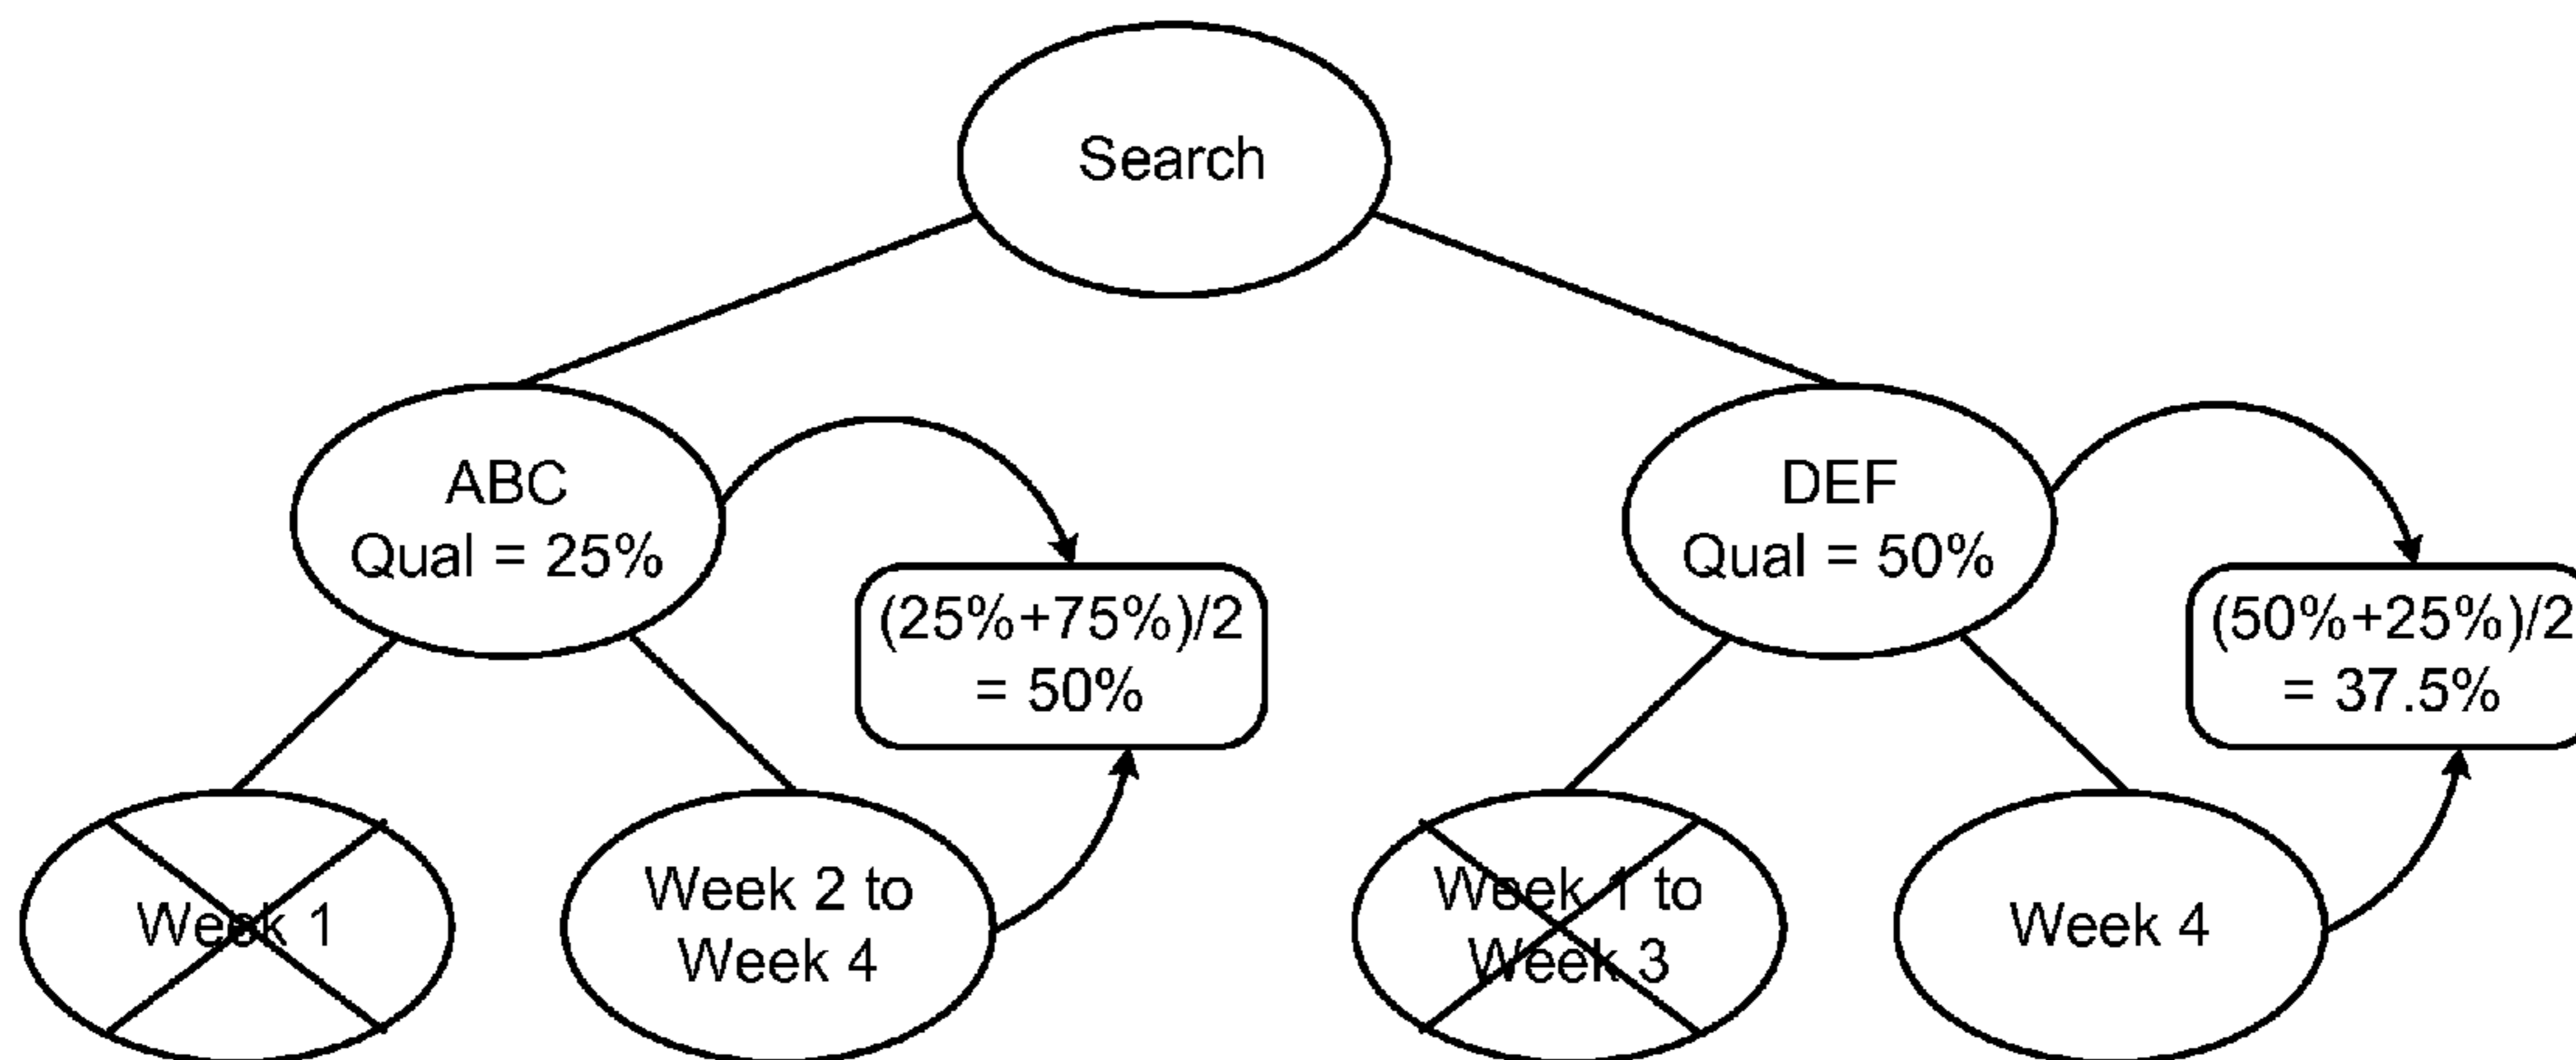 Search
ABC
Qual = 25%
(25%+75%)/2
= 50%
DEF
Qual = 50%
(50%+25%)/2
= 37.5%
Week 1
Week 2 to
Week 4
Week 1 to
Week 3
Week 4